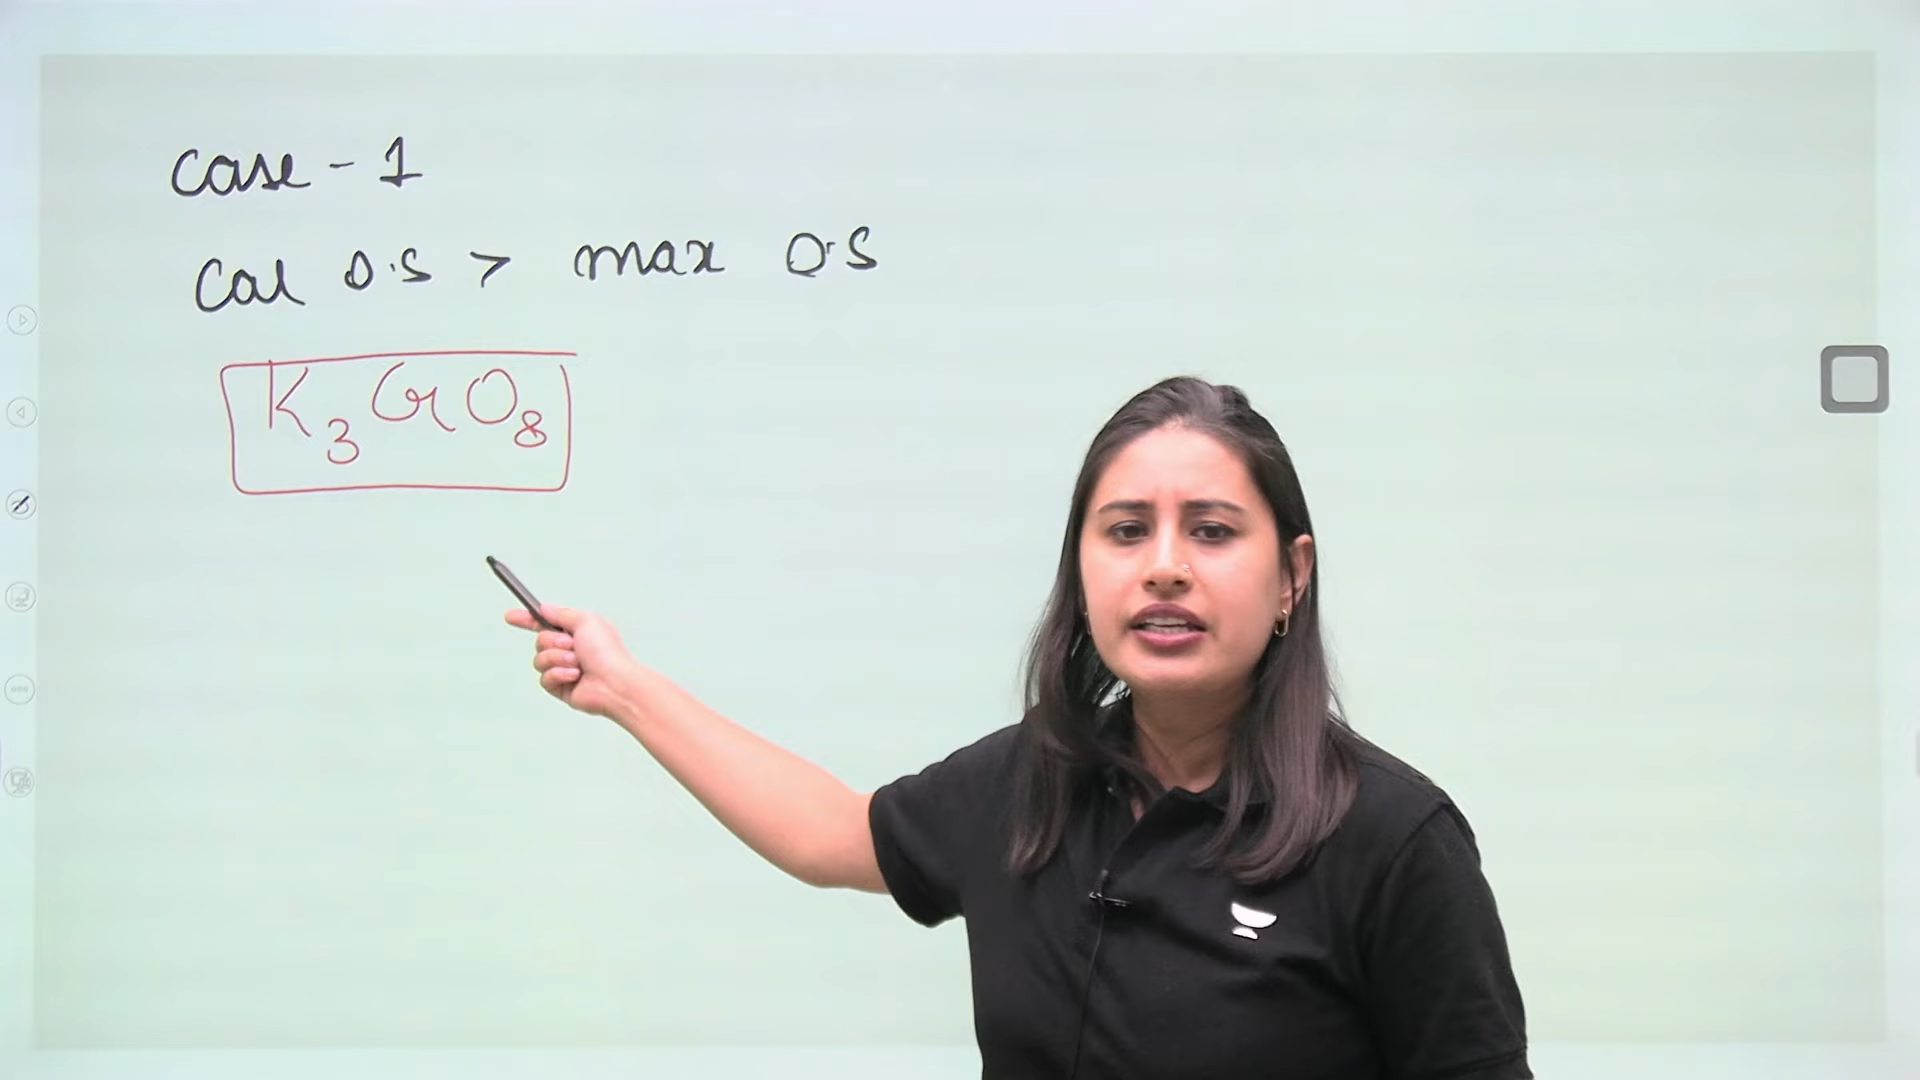 Case - 1
Cal O.S > max O.S
K₃CrO₈